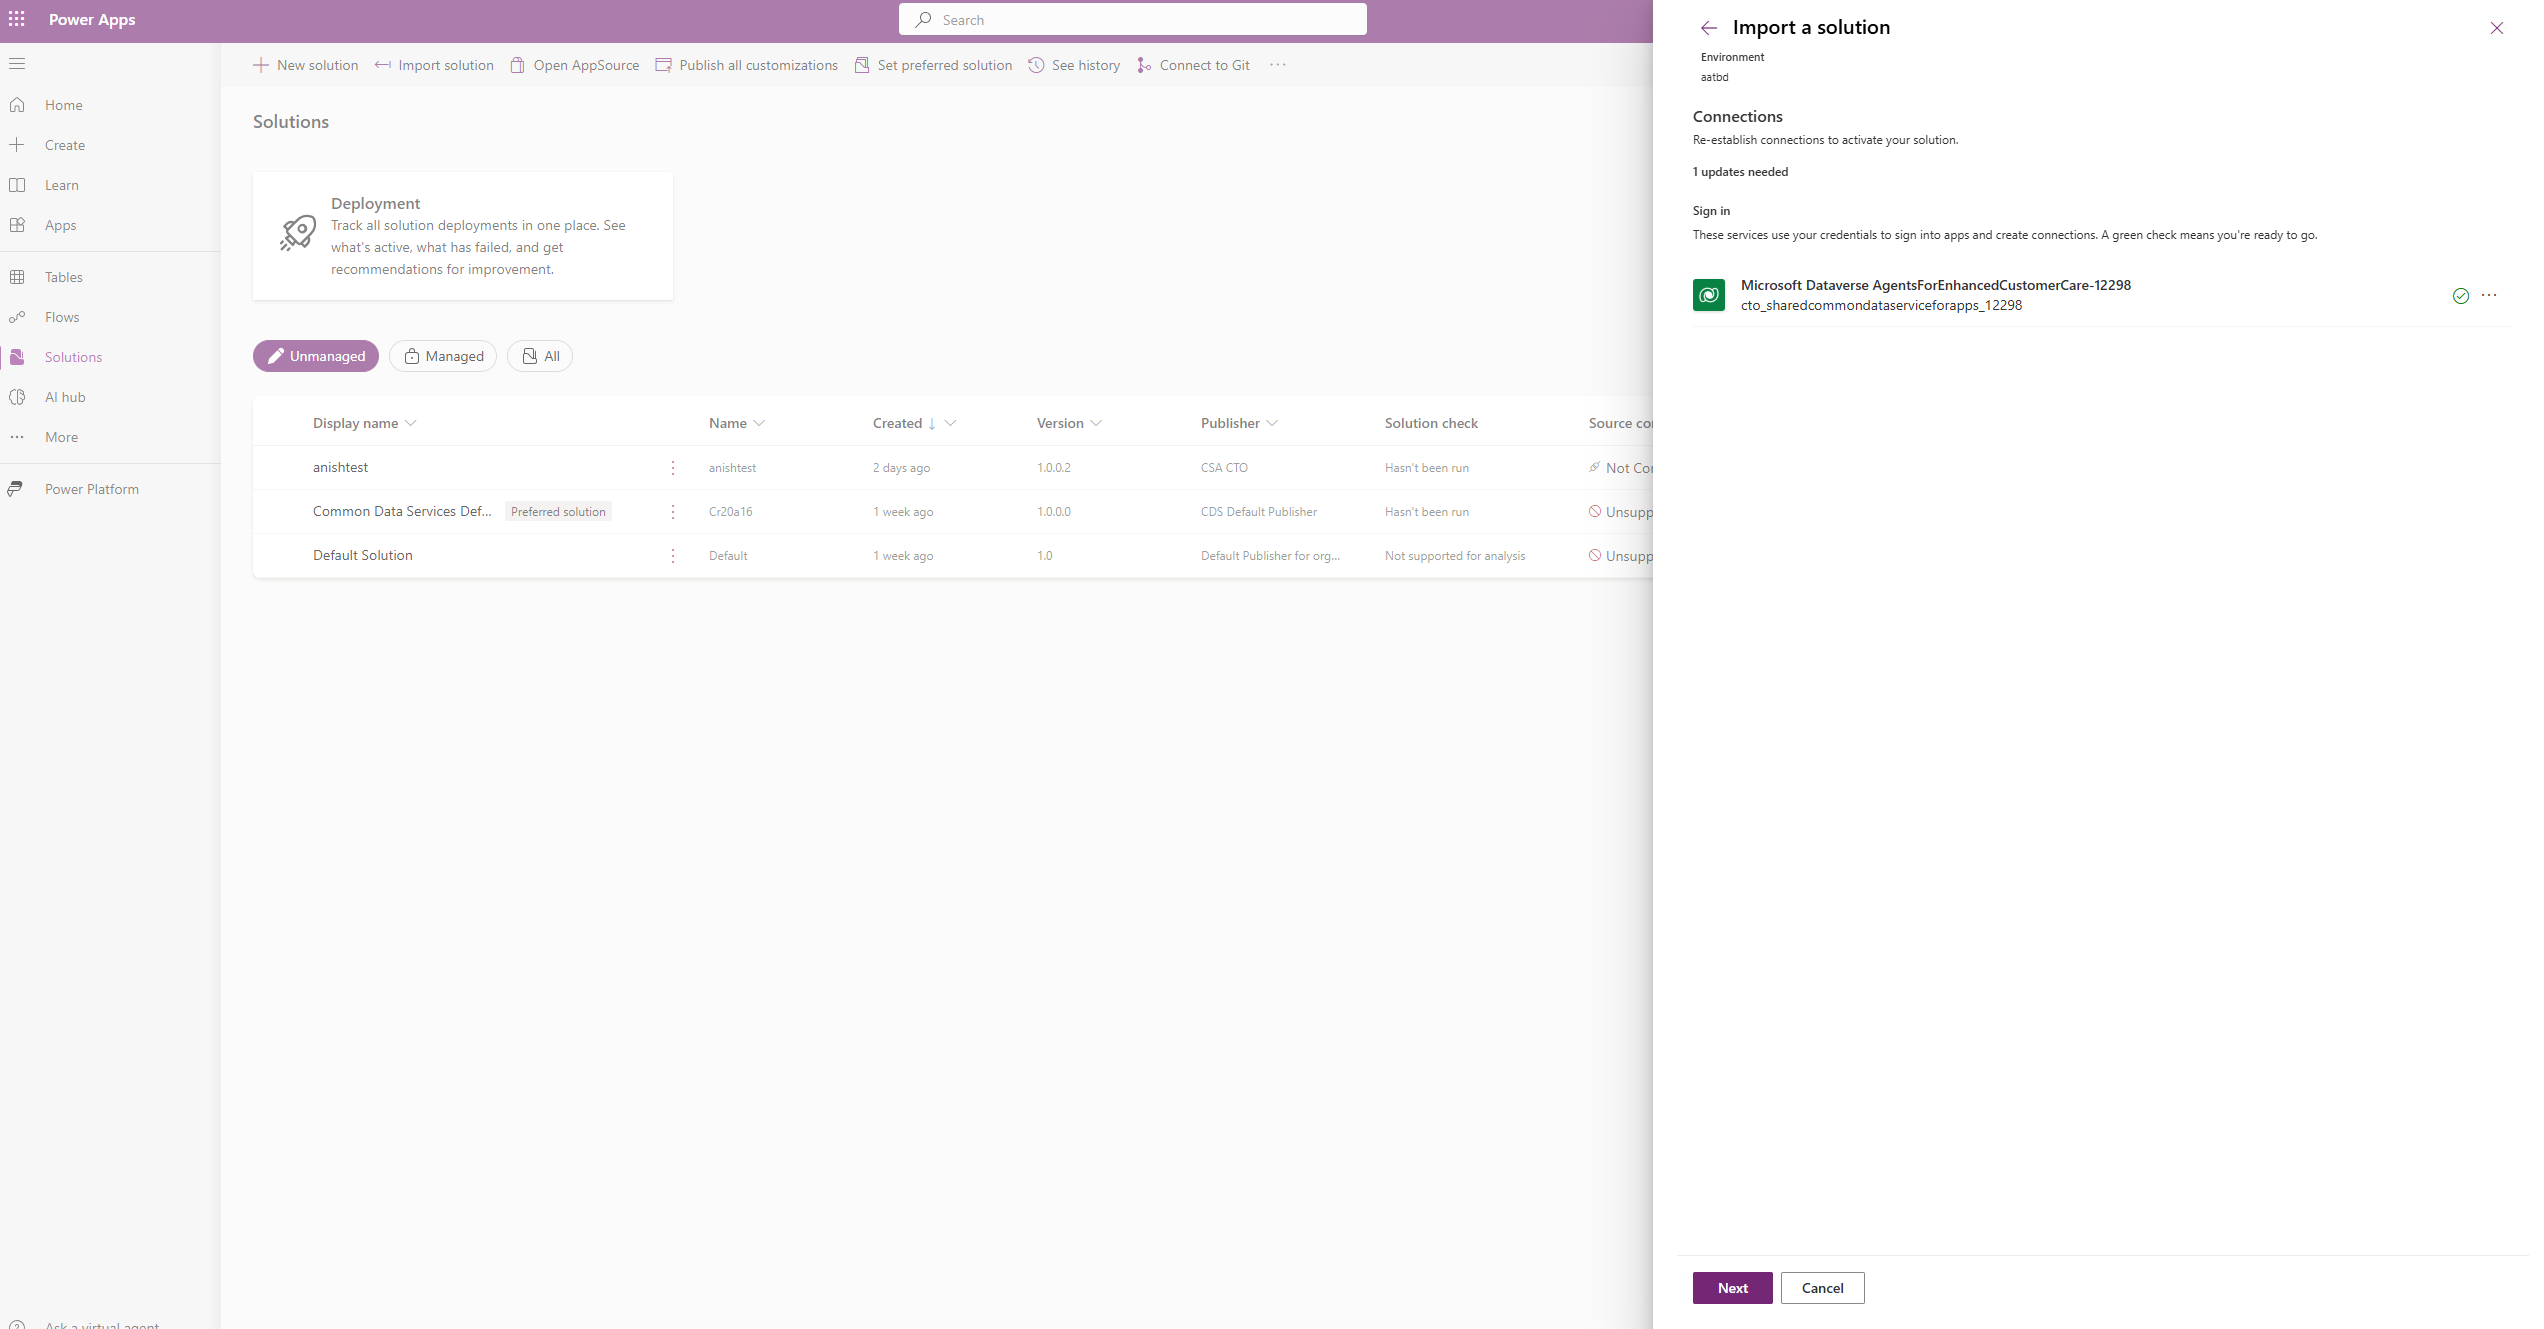 Power Apps
Search
Home
Create
Learn
Apps
Tables
Flows
Solutions
AI hub
More
Power Platform
Ask a virtual agent
New solution
Import solution
Open AppSource
Publish all customizations
Set preferred solution
See history
Connect to Git
Solutions
Deployment
Track all solution deployments in one place. See
what's active, what has failed, and get
recommendations for improvement.
Unmanaged
Managed
All
Display name Name Created Version Publisher Solution check Source co
anishtest anishtest 2 days ago 1.0.0.2 CSA CTO Hasn't been run Not Co
Common Data Services Def... Preferred solution Cr20a16 1 week ago 1.0.0.0 CDS Default Publisher Hasn't been run Unsupp
Default Solution Default 1 week ago 1.0 Default Publisher for org... Not supported for analysis Unsupp
Import a solution
Environment
aatbd
Connections
Re-establish connections to activate your solution.
1 updates needed
Sign in
These services use your credentials to sign into apps and create connections. A green check means you're ready to go.
Microsoft Dataverse AgentsForEnhancedCustomerCare-12298
cto_sharedcommondataserviceforapps_12298
Next
Cancel